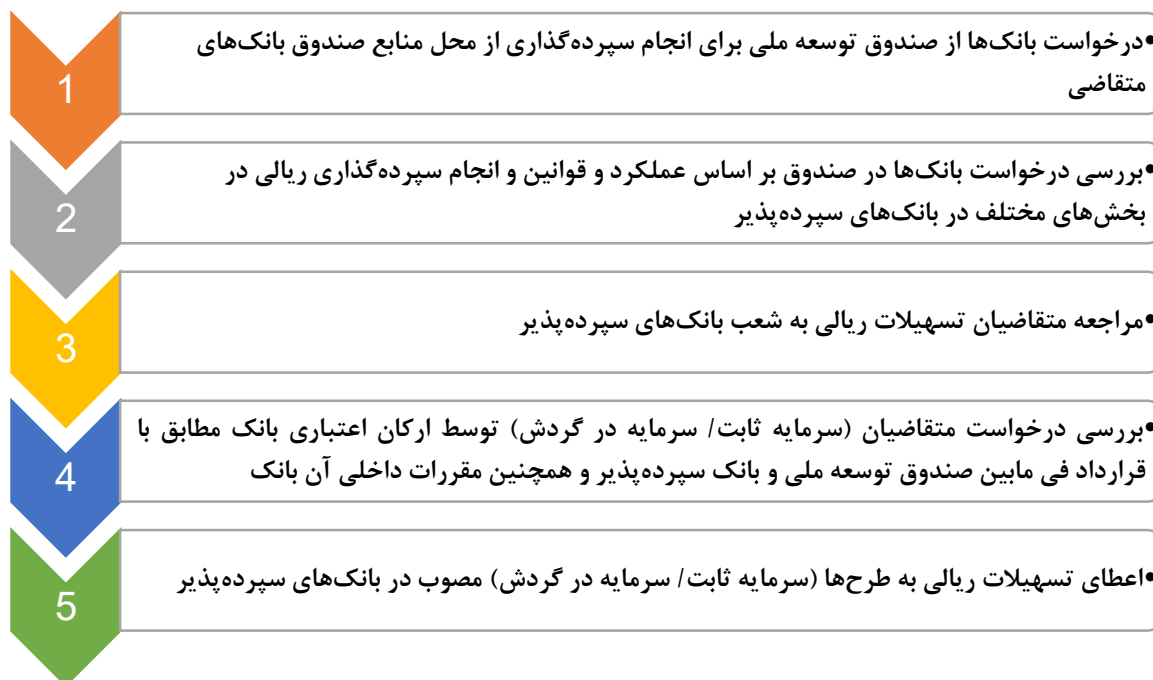 1
•درخواست بانک‌ها از صندوق توسعه ملی برای انجام سپرده‌گذاری از محل منابع صندوق بانک‌های
متقاضی
2
•بررسی درخواست بانک‌ها در صندوق بر اساس عملکرد و قوانین و انجام سپرده‌گذاری ریالی در
بخش‌های مختلف در بانک‌های سپرده‌پذیر
3
•مراجعه متقاضیان تسهیلات ریالی به شعب بانک‌های سپرده‌پذیر
4
•بررسی درخواست متقاضیان (سرمایه ثابت/ سرمایه در گردش) توسط ارکان اعتباری بانک مطابق با
قرارداد فی مابین صندوق توسعه ملی و بانک سپرده‌پذیر و همچنین مقررات داخلی آن بانک
5
•اعطای تسهیلات ریالی به طرح‌ها (سرمایه ثابت/ سرمایه در گردش) مصوب در بانک‌های سپرده‌پذیر